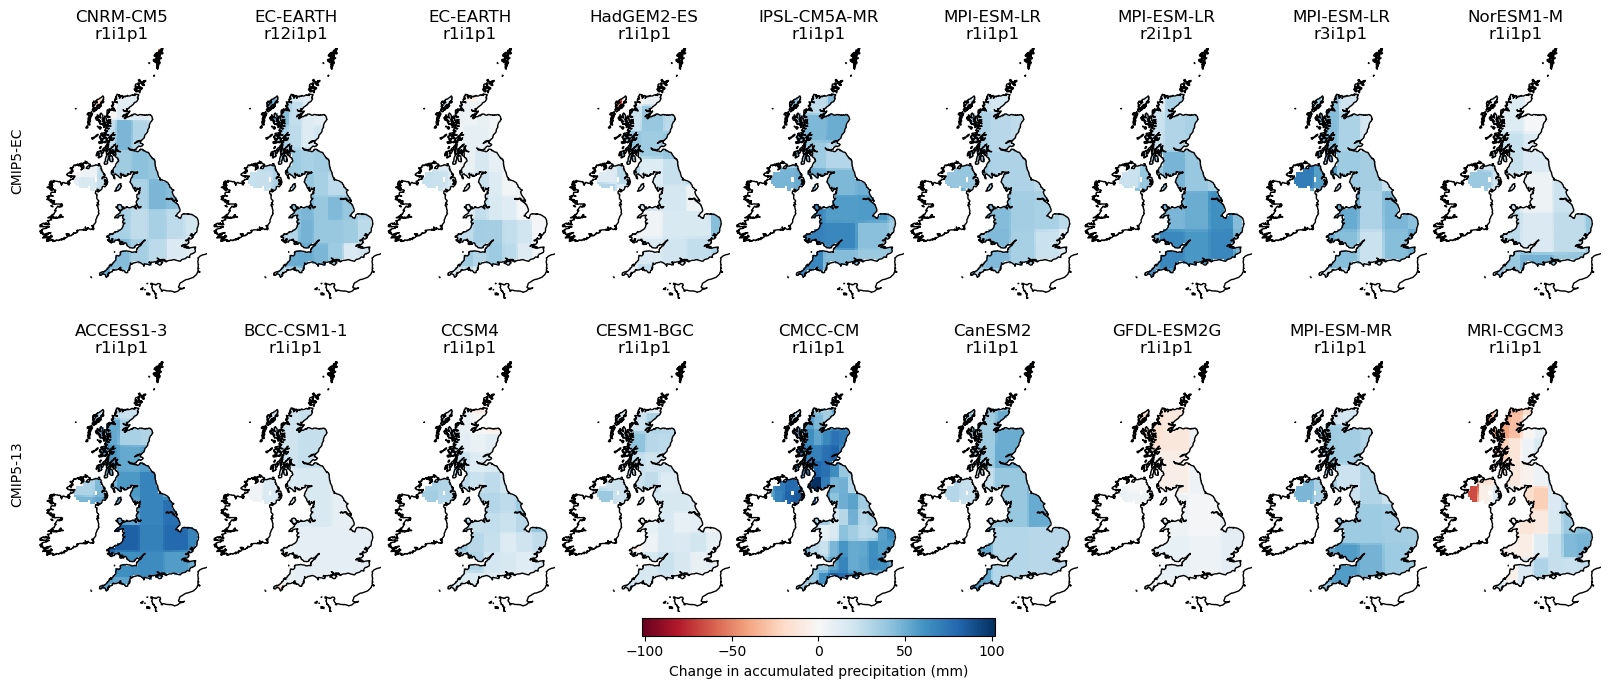 CNRM-CM5
r1i1p1
EC-EARTH
r12i1p1
EC-EARTH
r1i1p1
HadGEM2-ES
r1i1p1
IPSL-CM5A-MR
r1i1p1
MPI-ESM-LR
r1i1p1
MPI-ESM-LR
r2i1p1
MPI-ESM-LR
r3i1p1
NorESM1-M
r1i1p1
CMIP5-EC
ACCESS1-3
r1i1p1
BCC-CSM1-1
r1i1p1
CCSM4
r1i1p1
CESM1-BGC
r1i1p1
CMCC-CM
r1i1p1
CanESM2
r1i1p1
GFDL-ESM2G
r1i1p1
MPI-ESM-MR
r1i1p1
MRI-CGCM3
r1i1p1
CMIP5-13
−100 −50 0 50 100
Change in accumulated precipitation (mm)